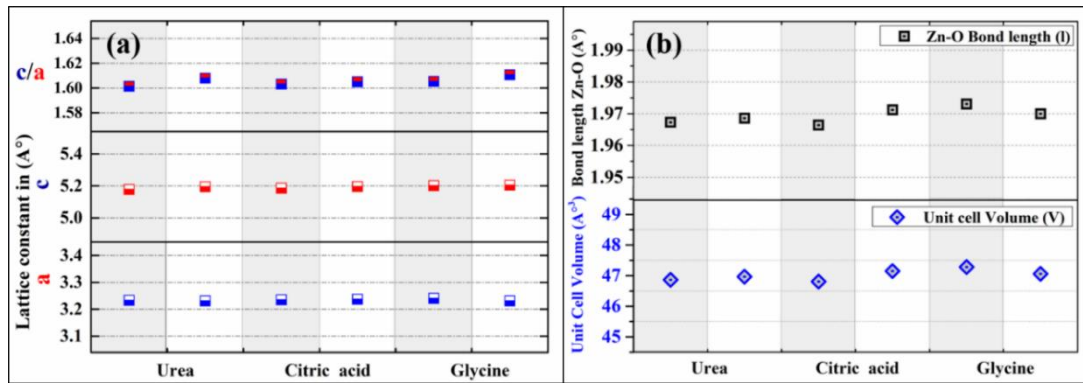 (a)
c/a
1.64
1.62
1.60
1.58
Lattice constant in (A°)
c
5.4
5.2
5.0
a
3.4
3.3
3.2
3.1
Urea Citric acid Glycine
(b)
Zn-O Bond length (l)
Bond length Zn-O (A°)
1.99
1.98
1.97
1.96
1.95
Unit cell Volume (V)
Unit Cell Volume (A°³)
49
48
47
46
45
Urea Citric acid Glycine